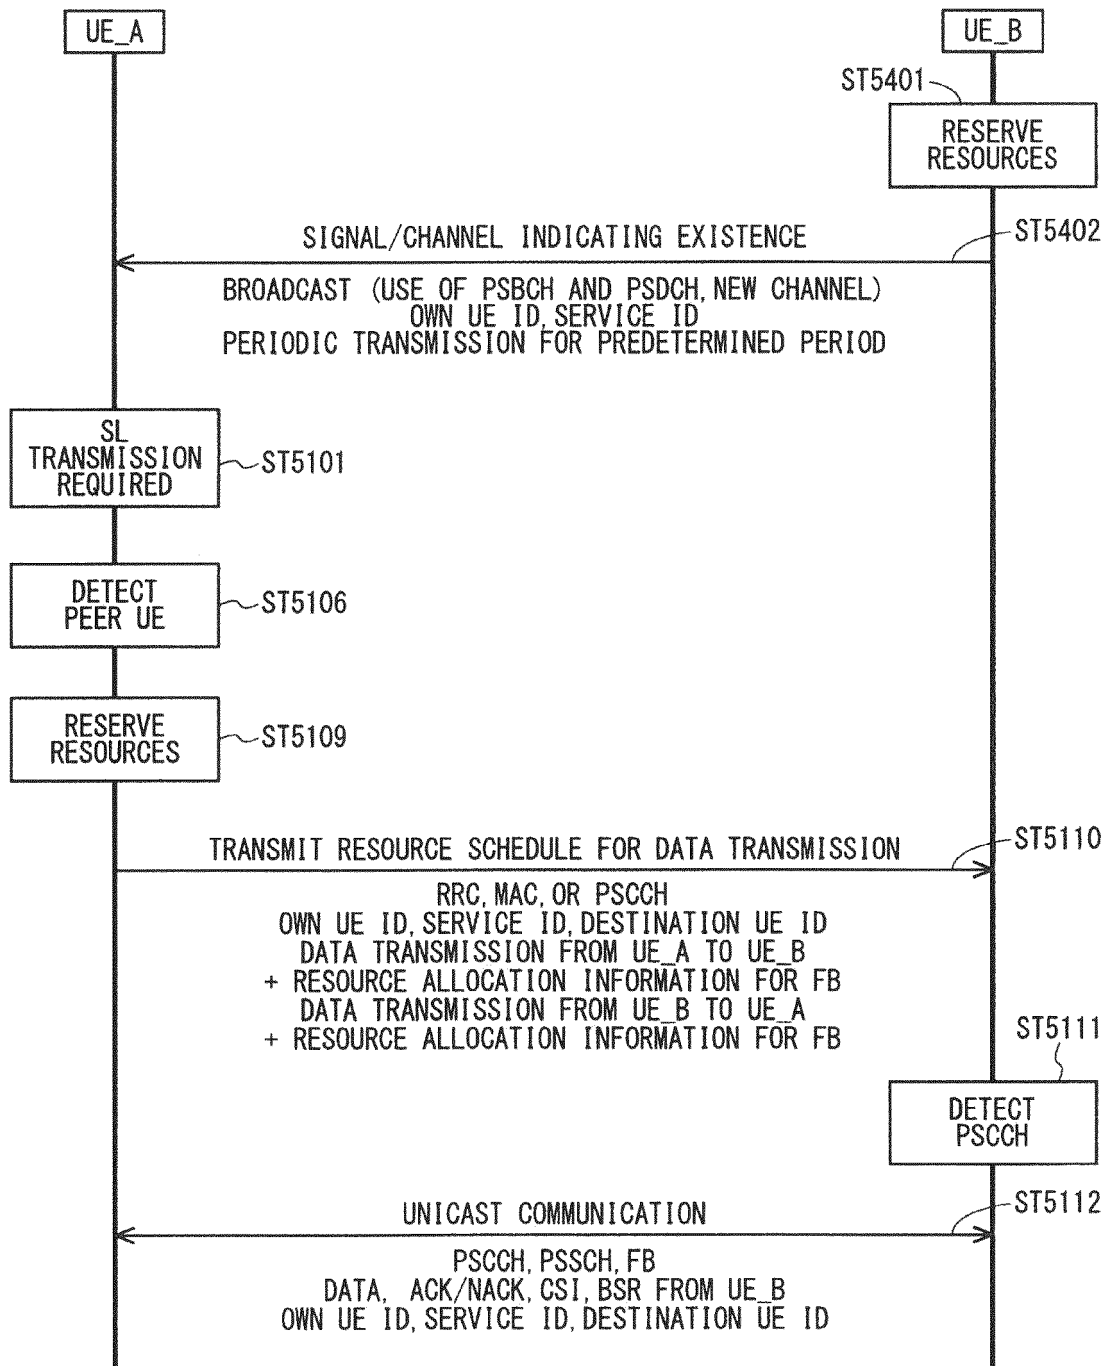 UE_A
UE_B
ST5401
RESERVE
RESOURCES
SIGNAL/CHANNEL INDICATING EXISTENCE
ST5402
BROADCAST (USE OF PSBCH AND PSDCH, NEW CHANNEL)
OWN UE ID, SERVICE ID
PERIODIC TRANSMISSION FOR PREDETERMINED PERIOD
SL
TRANSMISSION
REQUIRED
ST5101
DETECT
PEER UE
ST5106
RESERVE
RESOURCES
ST5109
TRANSMIT RESOURCE SCHEDULE FOR DATA TRANSMISSION
ST5110
RRC, MAC, OR PSCCH
OWN UE ID, SERVICE ID, DESTINATION UE ID
DATA TRANSMISSION FROM UE_A TO UE_B
+ RESOURCE ALLOCATION INFORMATION FOR FB
DATA TRANSMISSION FROM UE_B TO UE_A
+ RESOURCE ALLOCATION INFORMATION FOR FB
ST5111
DETECT
PSCCH
UNICAST COMMUNICATION
ST5112
PSCCH, PSSCH, FB
DATA, ACK/NACK, CSI, BSR FROM UE_B
OWN UE ID, SERVICE ID, DESTINATION UE ID